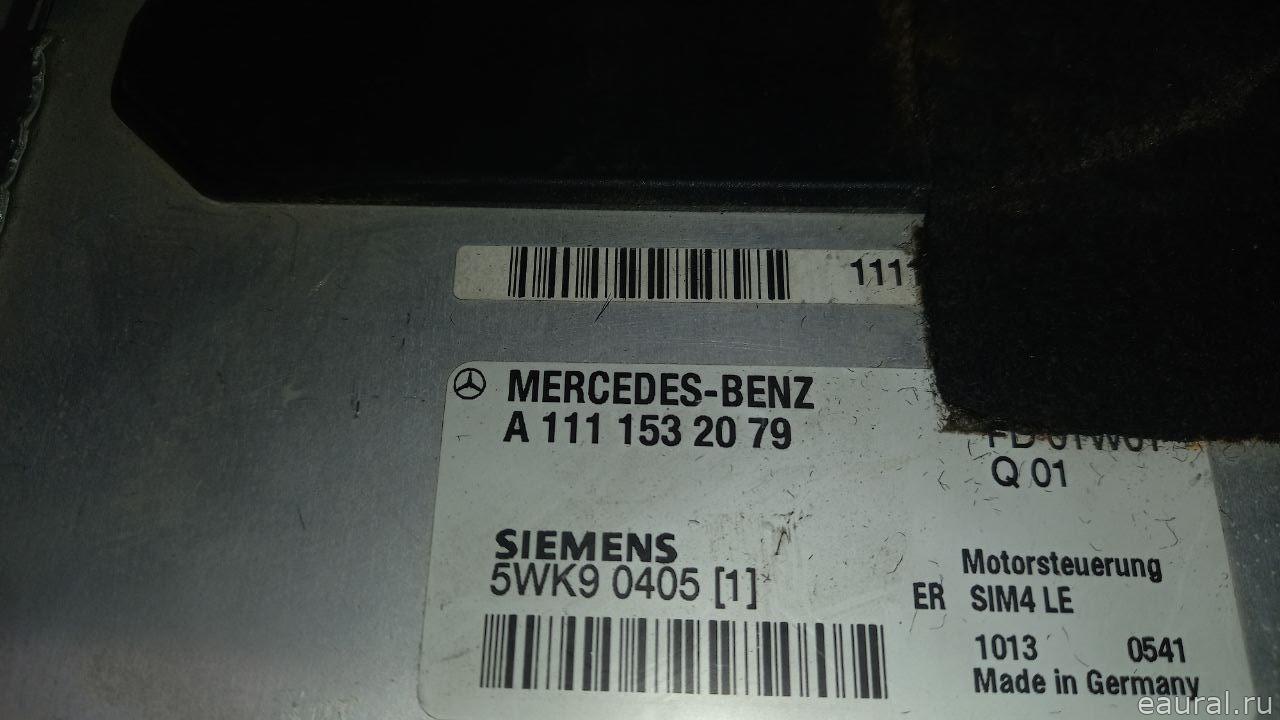 111
MERCEDES-BENZ
A 111 153 20 79
Q 01
SIEMENS
5WK9 0405 [1]
Motorsteuerung
ER SIM4 LE
1013 0541
Made in Germany
eaural.ru